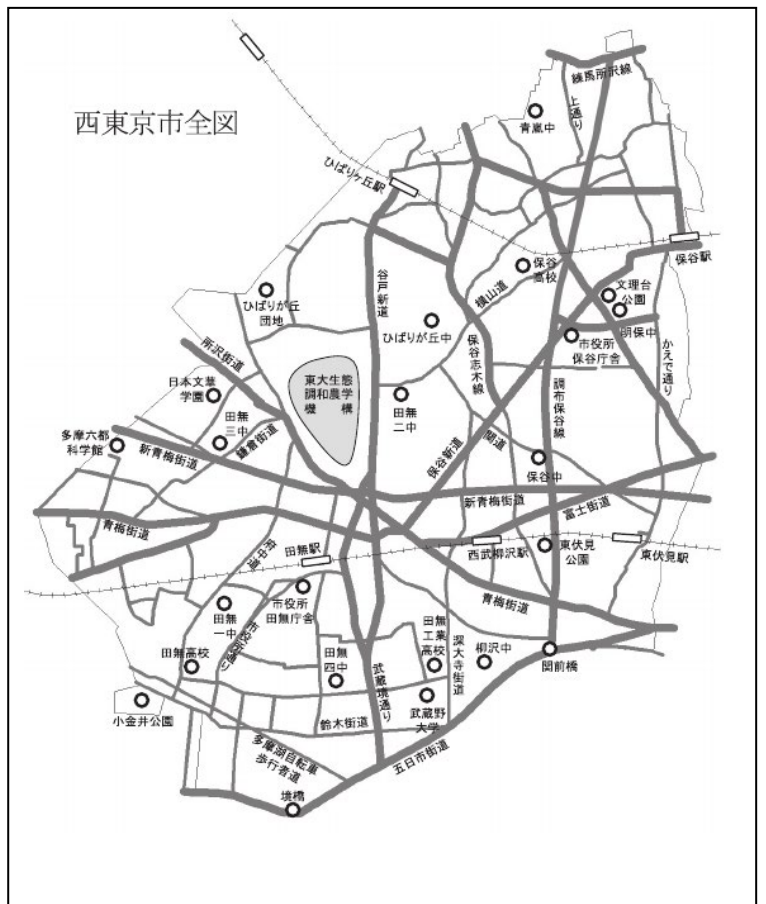 西東京市全図
練馬所沢線
上通り
青嵐中
ひばりヶ丘駅
保谷駅
保谷
高校
横山道
文理台
公園
明保中
谷戸新道
ひばりが丘
団地
ひばりが丘中
市役所
保谷庁舎
かえで通り
保谷志木線
調布保谷線
所沢街道
東大生態
調和農学
機構
日本文華
学園
田無
二中
田無
三中
鎌倉街道
多摩六都
科学館
新青梅街道
保谷新道
関道
保谷中
新青梅街道
富士街道
青梅街道
府中道
田無駅
西武柳沢駅
東伏見
公園
東伏見駅
市役所
田無庁舎
青梅街道
田無
一中
市役所通り
田無
工業
高校
深大寺街道
柳沢中
関前橋
田無高校
田無
四中
武蔵境通り
武蔵野
大学
小金井公園
鈴木街道
多摩湖自転車
歩行者道
五日市街道
境橋